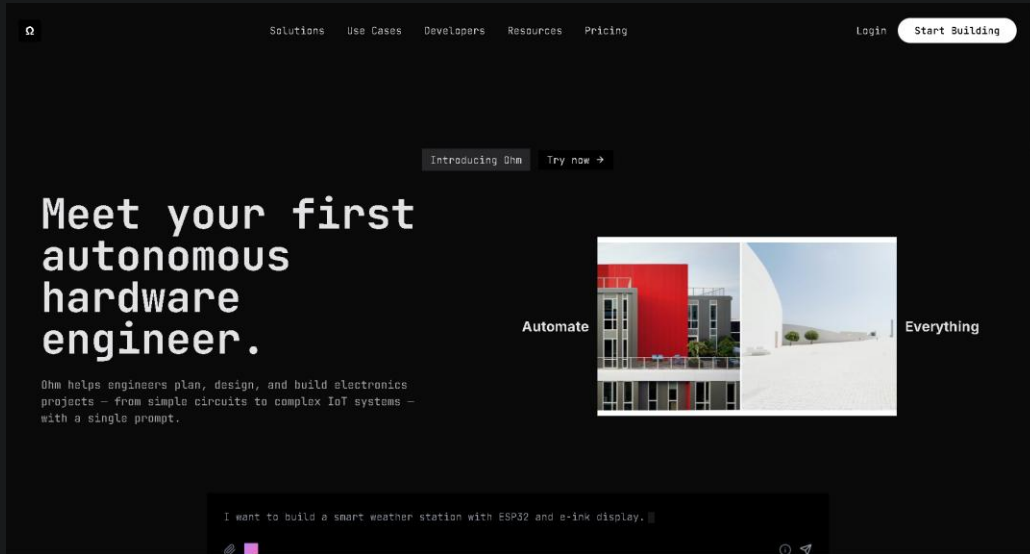 Ω
Solutions Use Cases Developers Resources Pricing
Login Start Building
Introducing Ohm Try now →
Meet your first
autonomous
hardware
engineer.
Ohm helps engineers plan, design, and build electronics
projects — from simple circuits to complex IoT systems —
with a single prompt.
Automate Everything
I want to build a smart weather station with ESP32 and e-ink display.